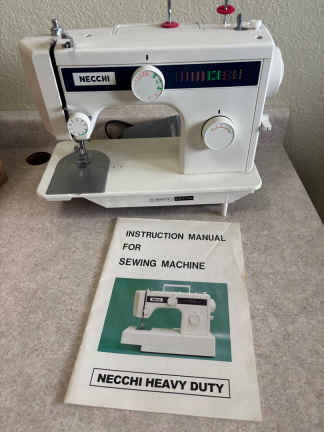 NECCHI
INSTRUCTION MANUAL
FOR
SEWING MACHINE
NECCHI
NECCHI HEAVY DUTY